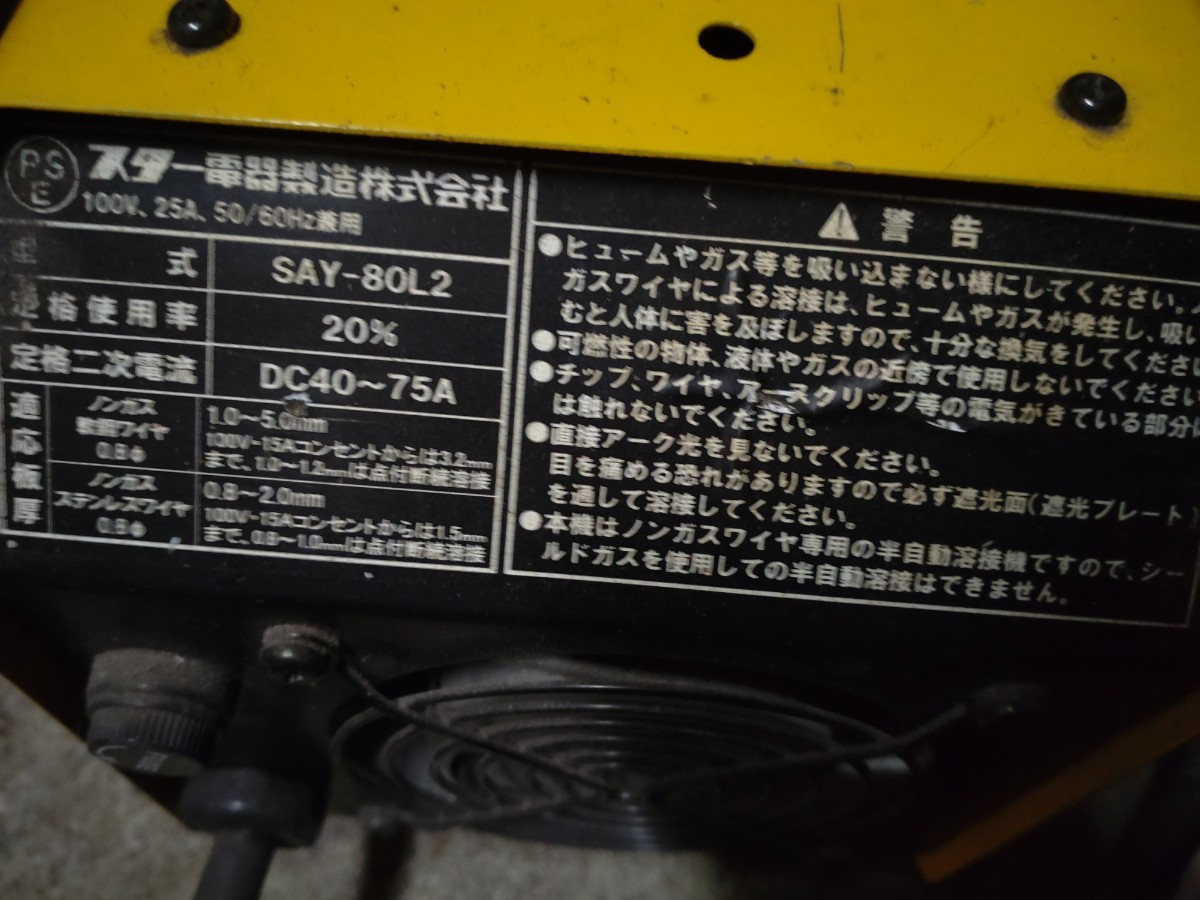 PS
E
スター電器製造株式会社
100V、25A、50/60Hz兼用
型式 SAY-80L2
定格使用率 20%
定格二次電流 DC40～75A
適応板厚
ノンガス
軟鋼ワイヤ
0.8φ
1.0～5.0mm
100V-15Aコンセントからは3.2mm
まで、1.0～1.2mmは点付断続溶接
ノンガス
ステンレスワイヤ
0.8φ
0.8～2.0mm
100V-15Aコンセントからは1.5mm
まで、0.8～1.0mmは点付断続溶接
警告
●ヒュームやガス等を吸い込まない様にしてください。
ガスワイヤによる溶接は、ヒュームやガスが発生し、吸い
むと人体に害を及ぼしますので、十分な換気をしてくださ
●可燃性の物体、液体やガスの近傍で使用しないでください
●チップ、ワイヤ、アースクリップ等の電気がきている部分に
は触れないでください。
●直接アーク光を見ないでください。
目を痛める恐れがありますので必ず遮光面(遮光プレート)
を通して溶接してください。
●本機はノンガスワイヤ専用の半自動溶接機ですので、シー
ルドガスを使用しての半自動溶接はできません。